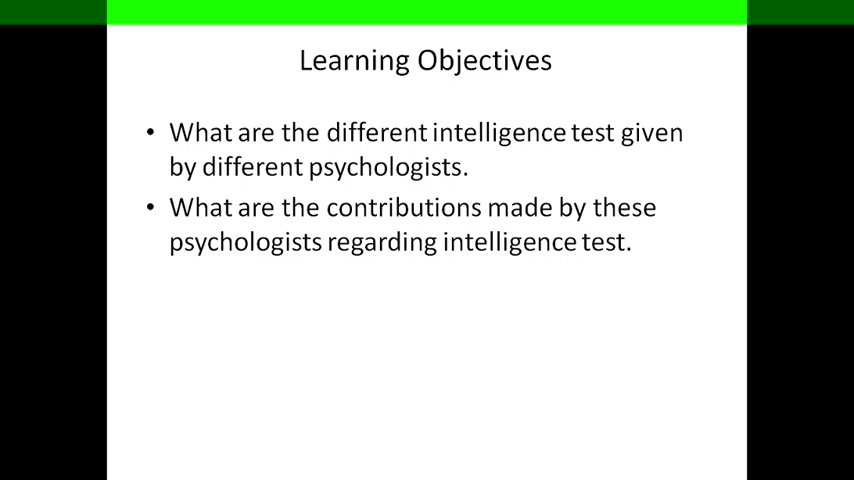 Learning Objectives
• What are the different intelligence test given
by different psychologists.
• What are the contributions made by these
psychologists regarding intelligence test.